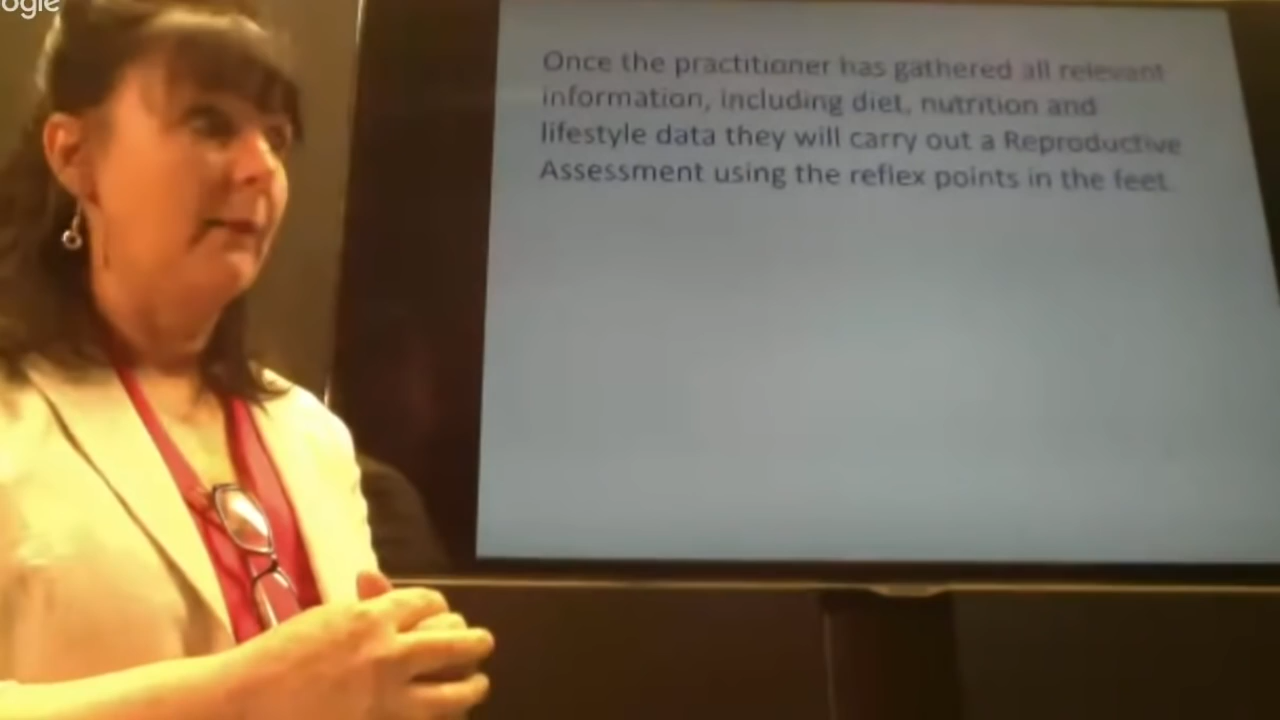 ogle
Once the practitioner has gathered all relevant
information, including diet, nutrition and
lifestyle data they will carry out a Reproductive
Assessment using the reflex points in the feet